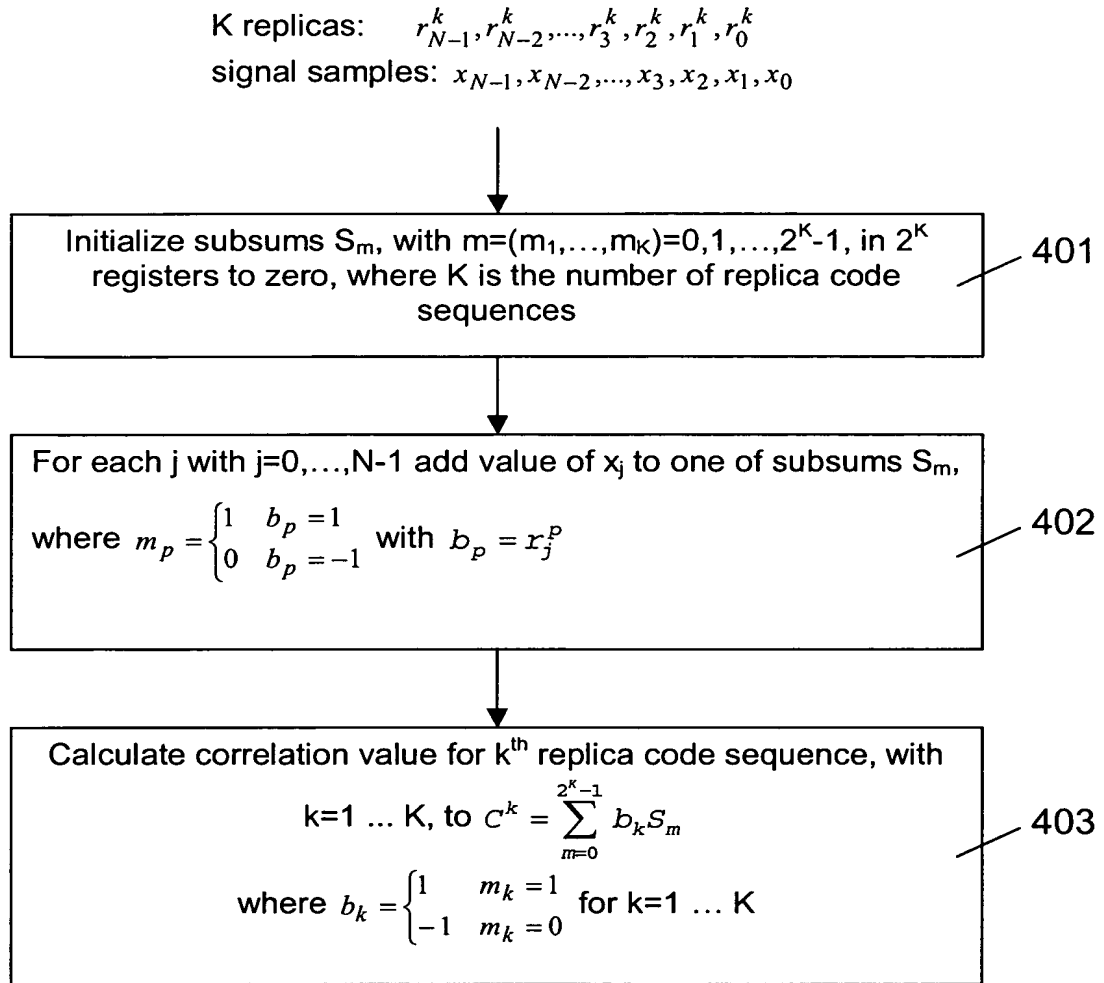 K replicas: r^k_{N-1}, r^k_{N-2},..., r^k_3, r^k_2, r^k_1, r^k_0
signal samples: x_{N-1}, x_{N-2},..., x_3, x_2, x_1, x_0
Initialize subsums S_m, with m=(m_1,...,m_K)=0,1,...,2^K-1, in 2^K
registers to zero, where K is the number of replica code
sequences
401
For each j with j=0,...,N-1 add value of x_j to one of subsums S_m,
where m_p = {1 b_p = 1
0 b_p = -1 with b_p = r^p_j
402
Calculate correlation value for k^th replica code sequence, with
k=1 ... K, to C^k = ∑_{m=0}^{2^K-1} b_k S_m
where b_k = {1 m_k = 1
-1 m_k = 0 for k=1 ... K
403